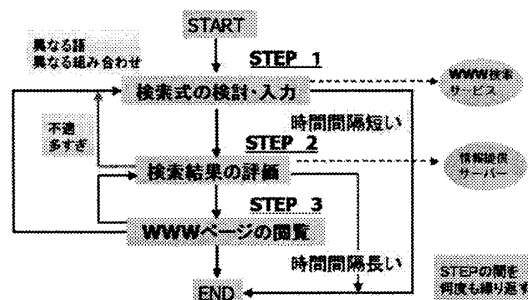 START
異なる語
異なる組み合わせ
STEP 1
検索式の検討・入力
WWW検索
サービス
時間間隔短い
不適
多すぎ
STEP 2
検索結果の評価
情報提供
サーバー
STEP 3
WWWページの閲覧
時間間隔長い
END
STEPの間を
何度も繰り返す